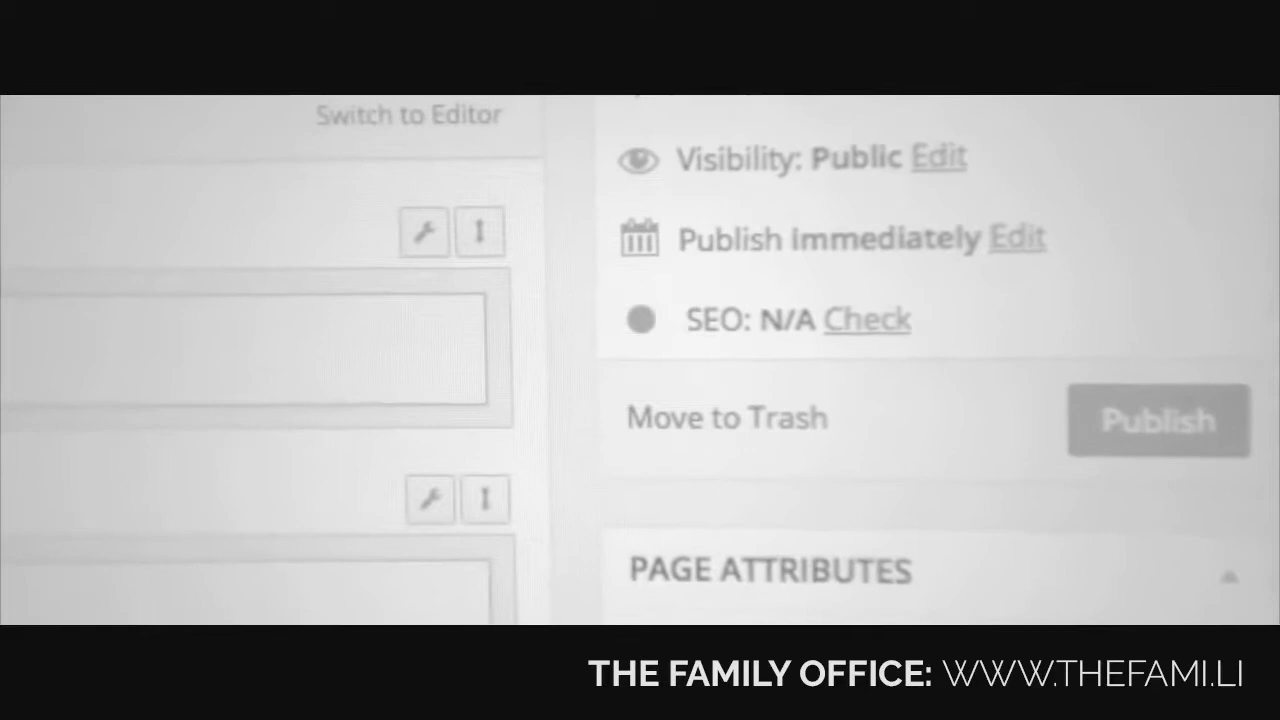 Switch to Editor
Visibility: Public Edit
Publish immediately Edit
SEO: N/A Check
Move to Trash
Publish
PAGE ATTRIBUTES
THE FAMILY OFFICE: WWW.THEFAMI.LI